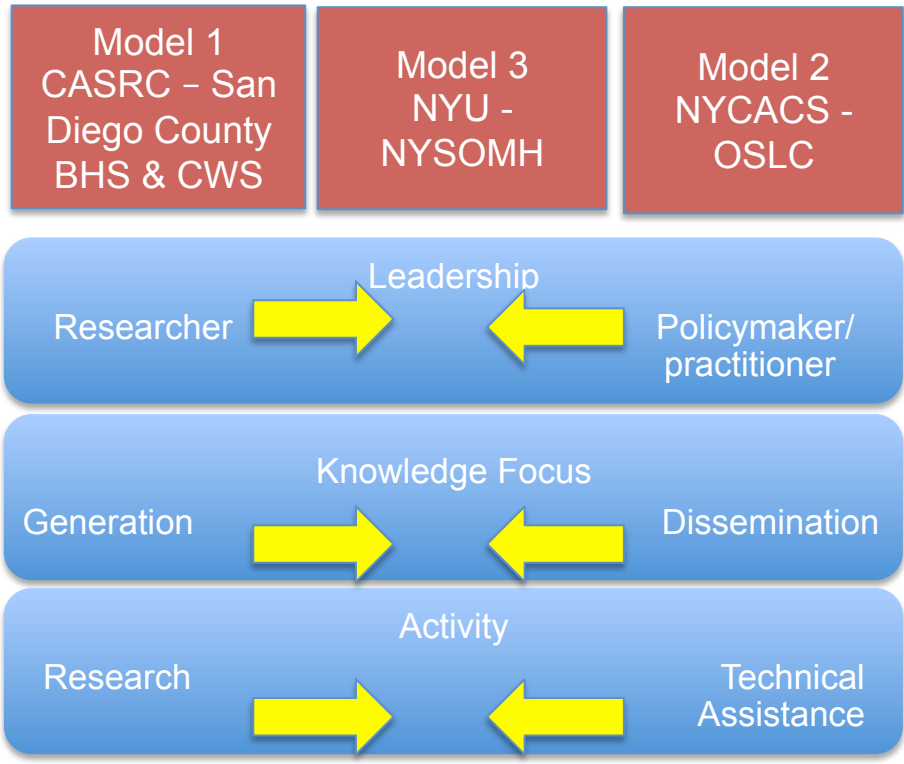 Model 1
CASRC – San
Diego County
BHS & CWS
Model 3
NYU -
NYSOMH
Model 2
NYCACS -
OSLC
Leadership
Researcher
Policymaker/
practitioner
Knowledge Focus
Generation
Dissemination
Activity
Research
Technical
Assistance